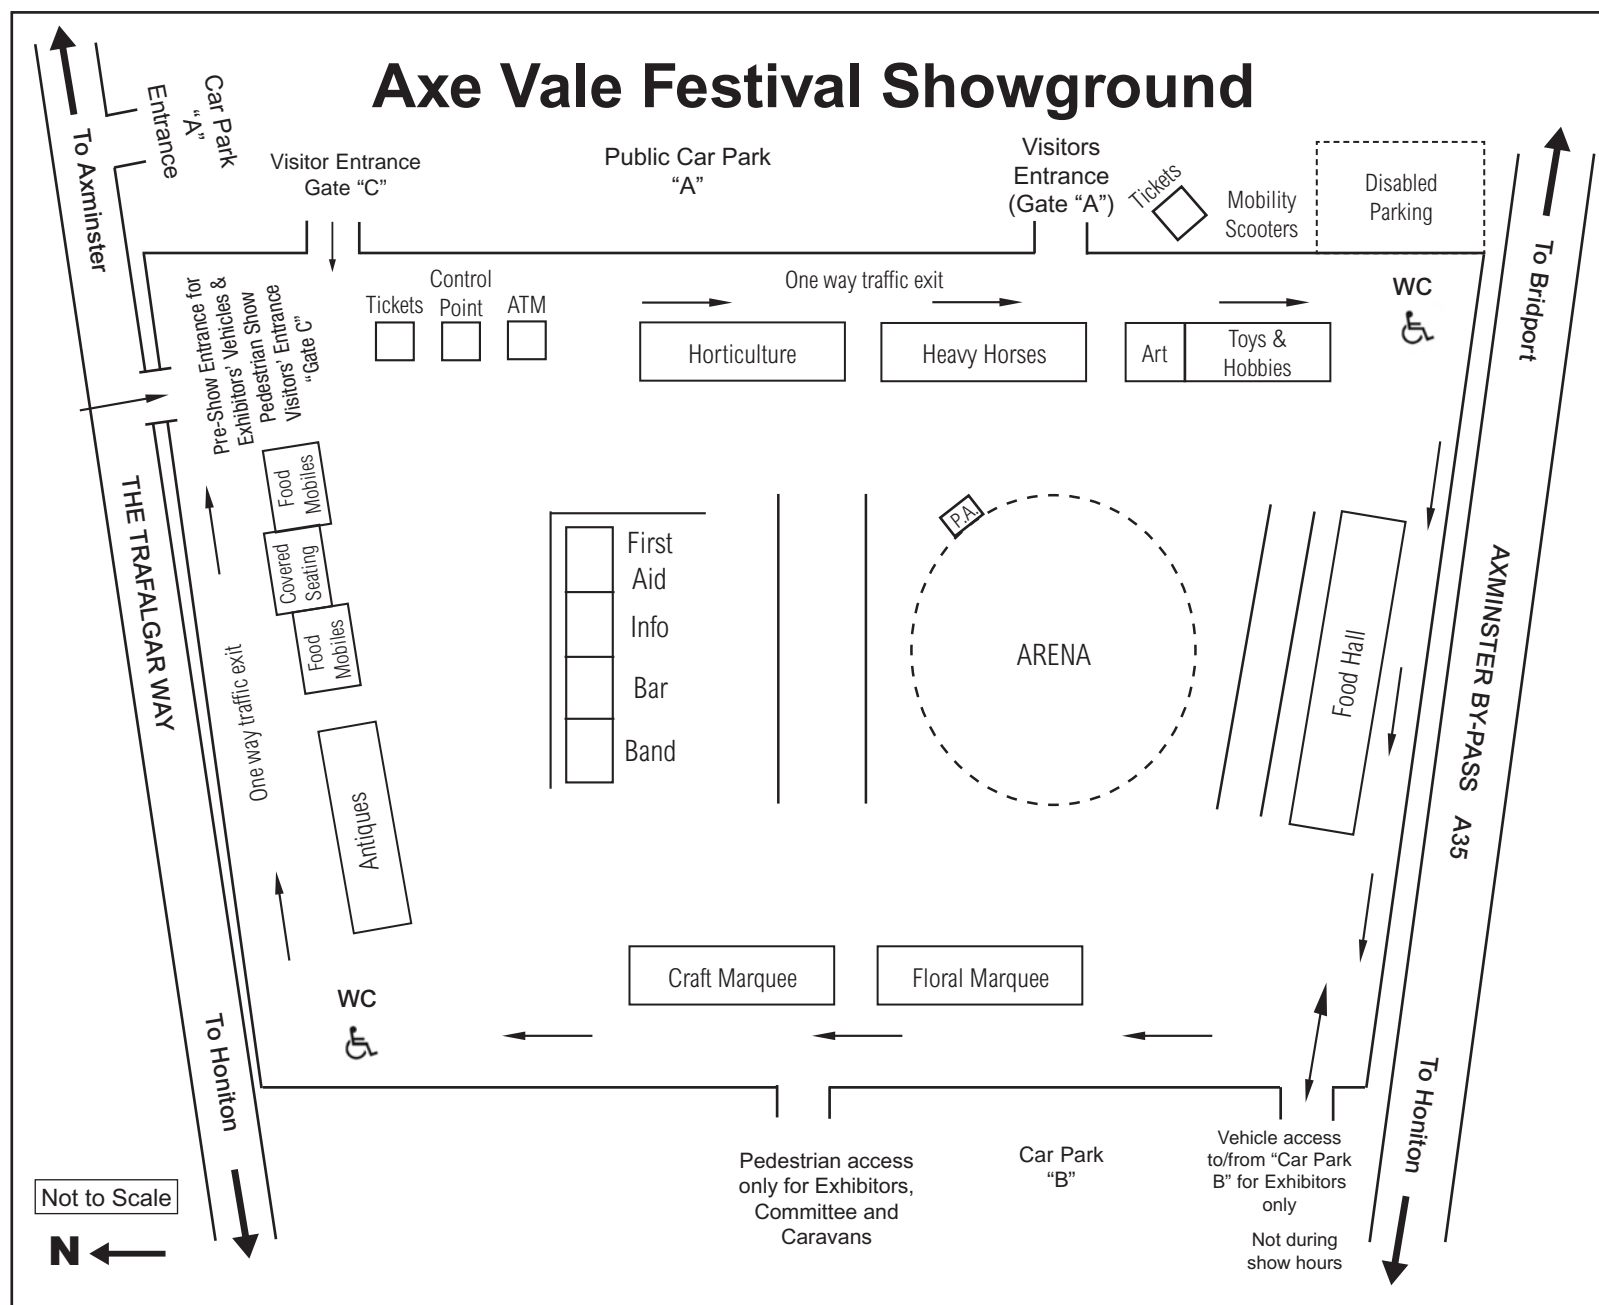 Axe Vale Festival Showground
To Axminster
Car Park
“A”
Entrance
Visitor Entrance
Gate “C”
Public Car Park
“A”
Visitors
Entrance
(Gate “A”)
Tickets
Mobility
Scooters
Disabled
Parking
To Bridport
Pre-Show Entrance for
Exhibitors’ Vehicles &
Pedestrian Show
Visitors’ Entrance
“Gate C”
Tickets
Control
Point
ATM
One way traffic exit
WC
Horticulture
Heavy Horses
Art
Toys &
Hobbies
THE TRAFALGAR WAY
Food
Mobiles
Covered
Seating
Food
Mobiles
One way traffic exit
Antiques
First
Aid
Info
Bar
Band
P.A.
ARENA
Food Hall
AXMINSTER BY-PASS A35
Craft Marquee
Floral Marquee
WC
To Honiton
To Honiton
Pedestrian access
only for Exhibitors,
Committee and
Caravans
Car Park
“B”
Vehicle access
to/from “Car Park
B” for Exhibitors
only
Not during
show hours
Not to Scale
N